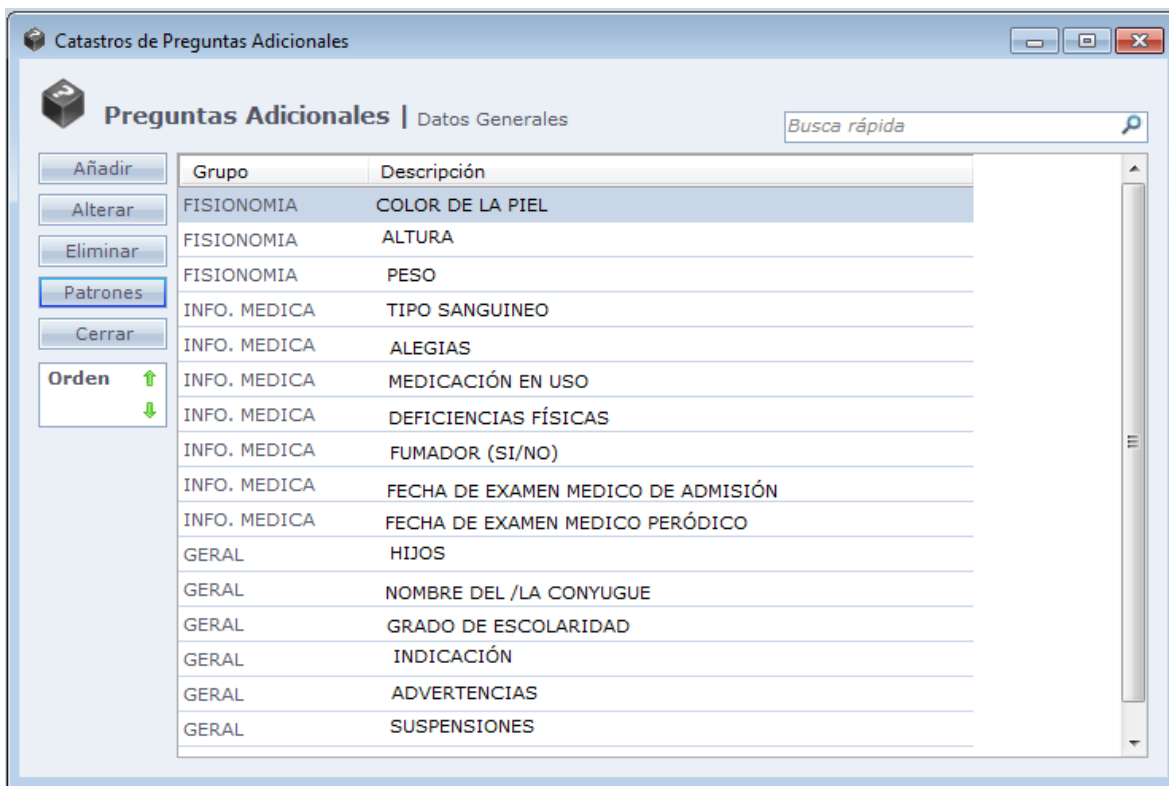 Catastros de Preguntas Adicionales
Preguntas Adicionales | Datos Generales
Busca rápida
Añadir
Alterar
Eliminar
Patrones
Cerrar
Orden
Grupo Descripción
FISIONOMIA COLOR DE LA PIEL
FISIONOMIA ALTURA
FISIONOMIA PESO
INFO. MEDICA TIPO SANGUINEO
INFO. MEDICA ALEGIAS
INFO. MEDICA MEDICACIÓN EN USO
INFO. MEDICA DEFICIENCIAS FÍSICAS
INFO. MEDICA FUMADOR (SI/NO)
INFO. MEDICA FECHA DE EXAMEN MEDICO DE ADMISIÓN
INFO. MEDICA FECHA DE EXAMEN MEDICO PERÓDICO
GERAL HIJOS
GERAL NOMBRE DEL /LA CONYUGUE
GERAL GRADO DE ESCOLARIDAD
GERAL INDICACIÓN
GERAL ADVERTENCIAS
GERAL SUSPENSIONES